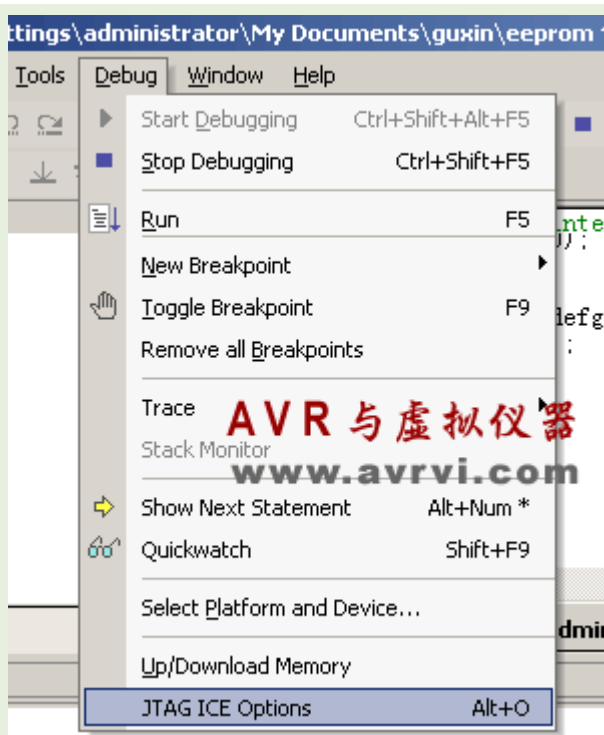 ttings\administrator\My Documents\guxin\eeprom
Tools Debug Window Help
Start Debugging Ctrl+Shift+Alt+F5
Stop Debugging Ctrl+Shift+F5
Run F5
New Breakpoint
Toggle Breakpoint F9
Remove all Breakpoints
Trace
AVR与虚拟仪器
Stack Monitor
www.avrvi.com
Show Next Statement Alt+Num *
Quickwatch Shift+F9
Select Platform and Device...
Up/Download Memory
JTAG ICE Options Alt+O